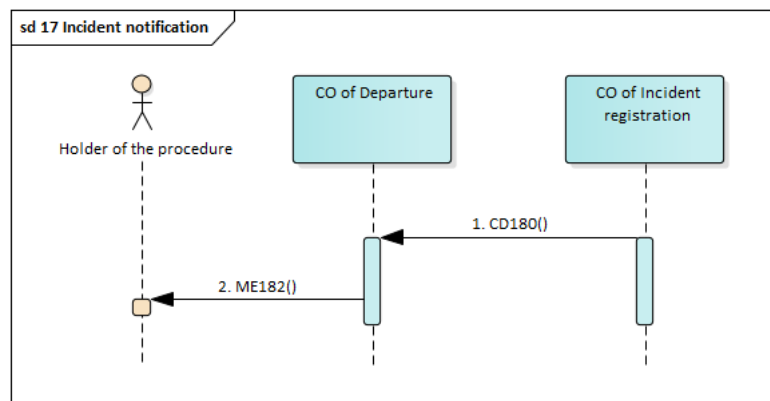 sd 17 Incident notification
Holder of the procedure
CO of Departure
CO of Incident
registration
1. CD180()
2. ME182()